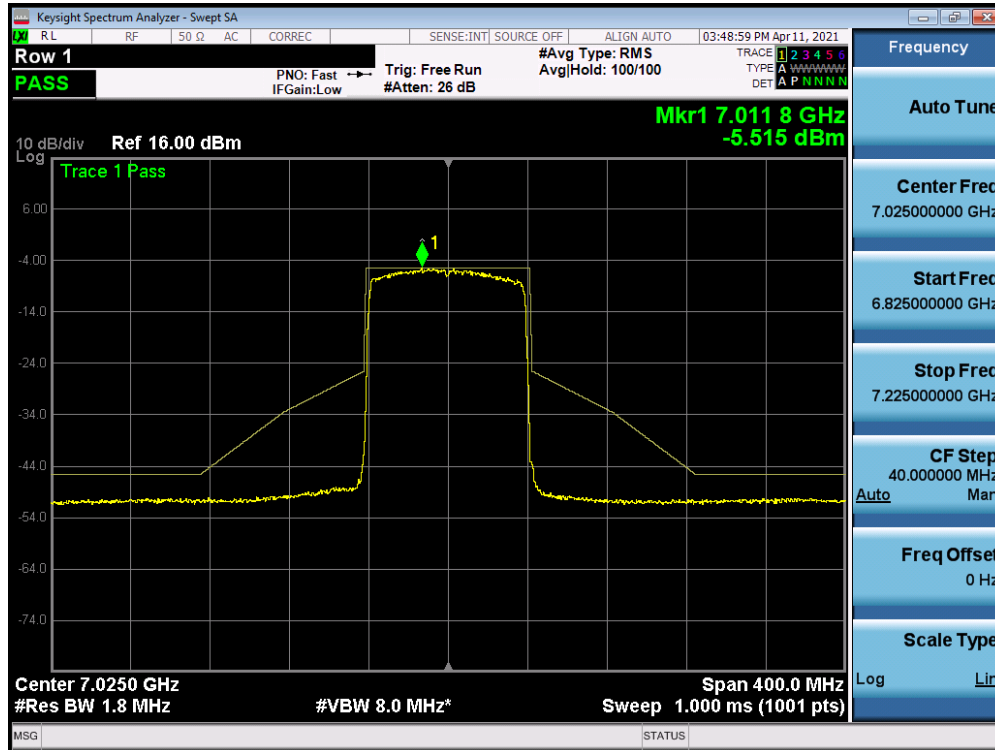 Keysight Spectrum Analyzer - Swept SA
LXI RL RF 50 Ω AC CORREC SENSE:INT SOURCE OFF ALIGN AUTO 03:48:59 PM Apr 11, 2021
Row 1
PASS
PNO: Fast
IFGain:Low
Trig: Free Run
#Atten: 26 dB
#Avg Type: RMS
Avg|Hold: 100/100
TRACE 1 2 3 4 5 6
TYPE A WWWWW
DET A P N N N N
Mkr1 7.011 8 GHz
-5.515 dBm
10 dB/div Ref 16.00 dBm
Log
Trace 1 Pass
1
6.00
-4.00
-14.0
-24.0
-34.0
-44.0
-54.0
-64.0
-74.0
Center 7.0250 GHz Span 400.0 MHz
#Res BW 1.8 MHz #VBW 8.0 MHz* Sweep 1.000 ms (1001 pts)
MSG STATUS
Frequency
Auto Tune
Center Freq
7.025000000 GHz
Start Freq
6.825000000 GHz
Stop Freq
7.225000000 GHz
CF Step
40.000000 MHz
Auto Man
Freq Offset
0 Hz
Scale Type
Log Lin